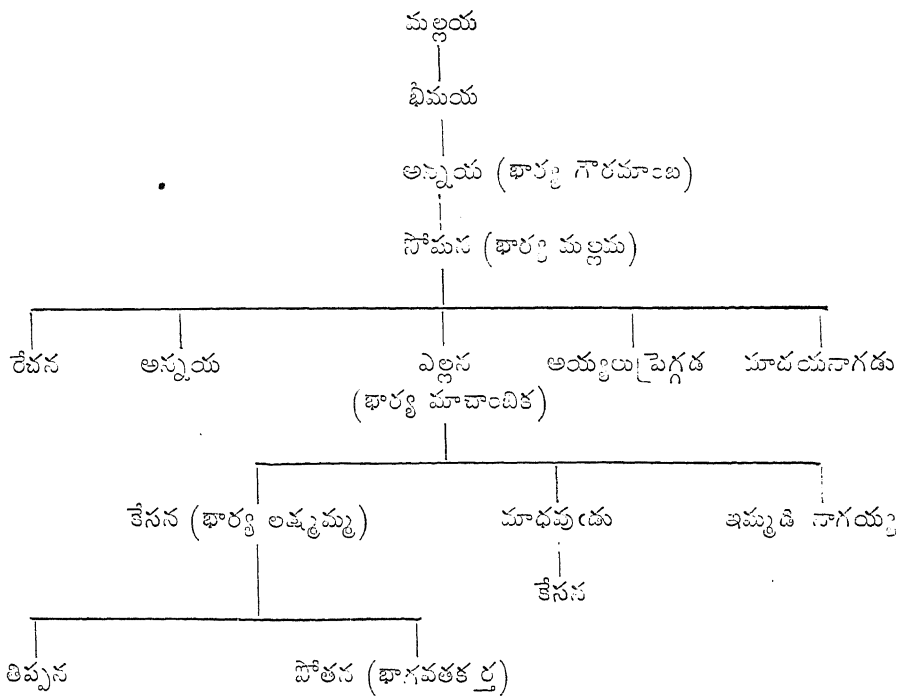 మల్లయ
భీమయ
అన్నయ (భార్య గౌరమాంబ)
సోమన (భార్య మల్లమ)
రేచన అన్నయ ఎల్లన అయ్యలుప్రెగ్గడ మాదయనాగడు
(భార్య మాచాంబిక)
కేసన (భార్య లక్ష్మమ్మ) మాధవుఁడు ఇమ్మడి నాగయ్య
కేసన
తిప్పన పోతన (భాగవతకర్త)